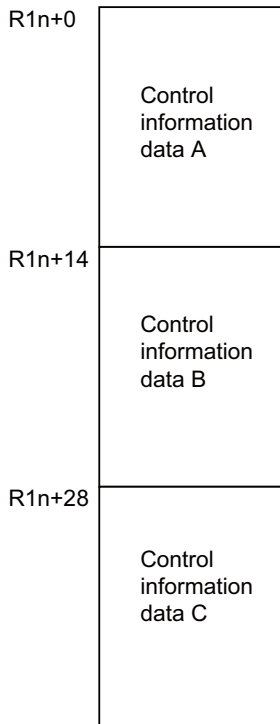 R1n+0
Control
information
data A
R1n+14
Control
information
data B
R1n+28
Control
information
data C